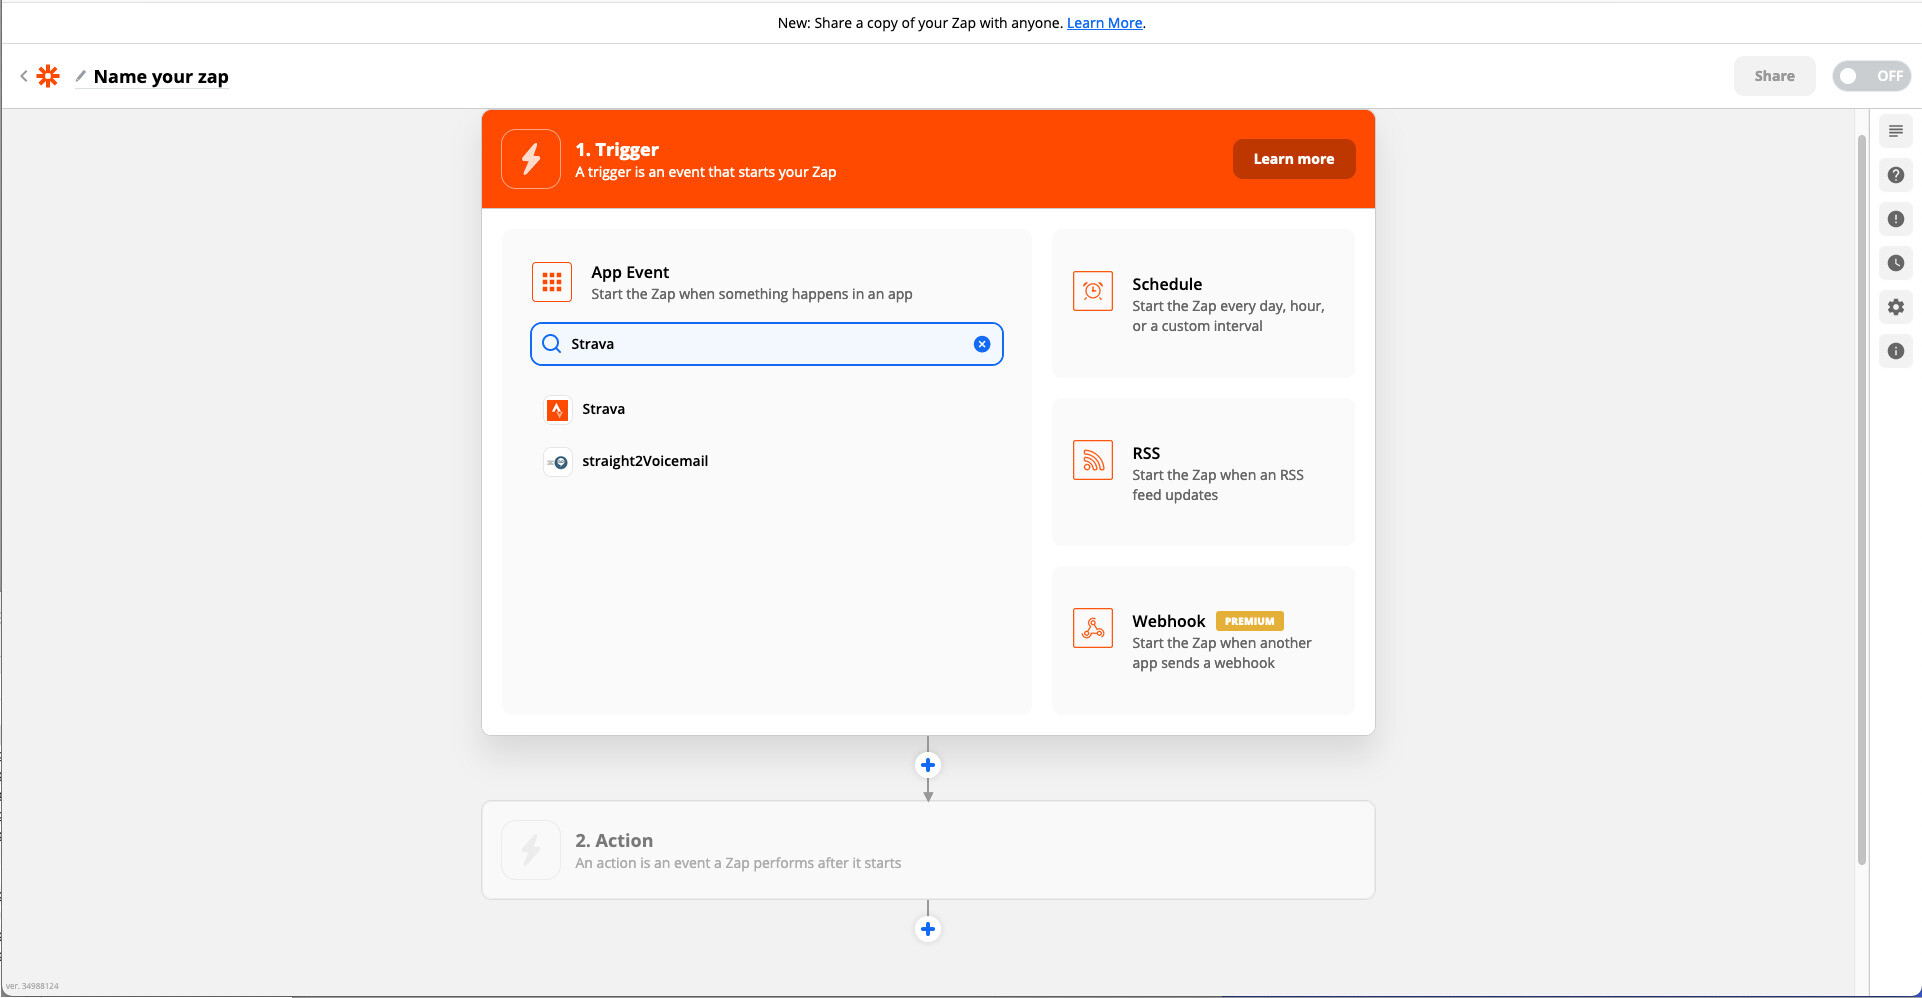 New: Share a copy of your Zap with anyone. Learn More.
Name your zap
Share
OFF
1. Trigger
A trigger is an event that starts your Zap
Learn more
App Event
Start the Zap when something happens in an app
Strava
Strava
straight2Voicemail
Schedule
Start the Zap every day, hour,
or a custom interval
RSS
Start the Zap when an RSS
feed updates
Webhook PREMIUM
Start the Zap when another
app sends a webhook
2. Action
An action is an event a Zap performs after it starts
ver. 34988124